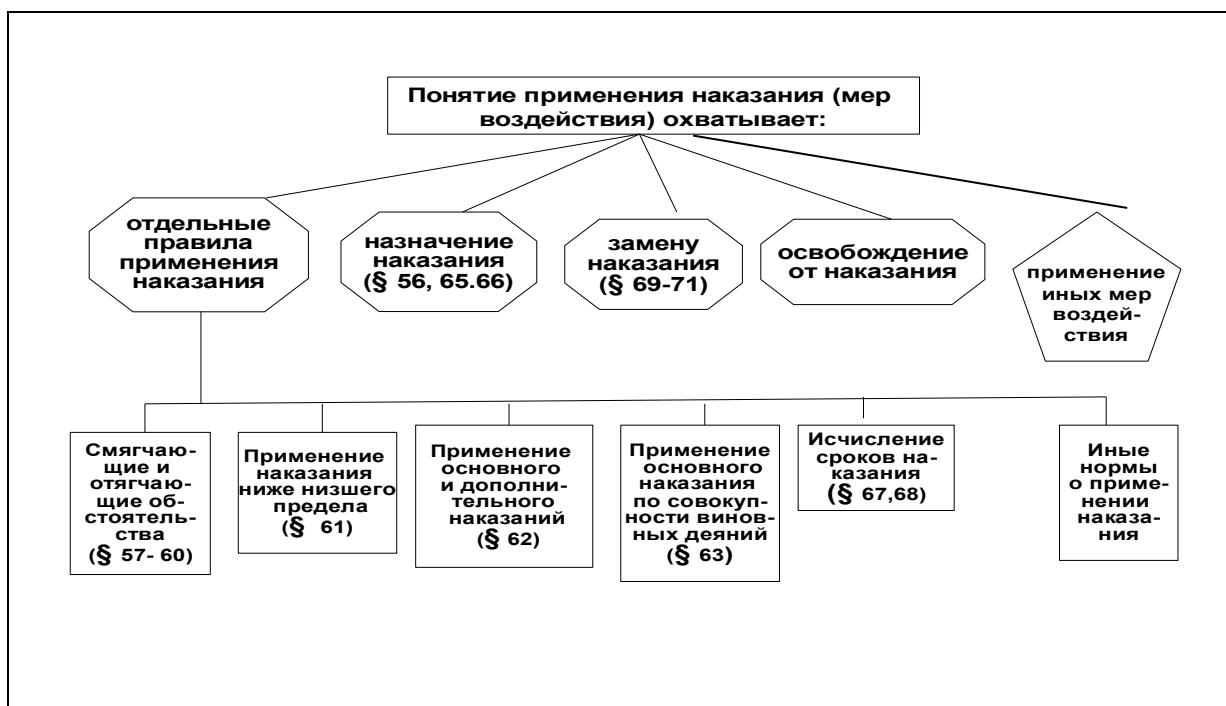 Понятие применения наказания (мер
воздействия) охватывает:
отдельные
правила
применения
наказания
назначение
наказания
(§ 56, 65.66)
замену
наказания
(§ 69-71)
освобождение
от наказания
применение
иных мер
воздей-
ствия
Смягчаю-
щие и
отягчаю-
щие об-
стоятель-
ства
(§ 57- 60)
Применение
наказания
ниже низшего
предела
(§ 61)
Применение
основного
и дополни-
тельного
наказаний
(§ 62)
Применение
основного
наказания
по совокуп-
ности винов-
ных деяний
(§ 63)
Исчисление
сроков на-
казания
(§ 67,68)
Иные
нормы
о приме-
нении
наказа-
ния